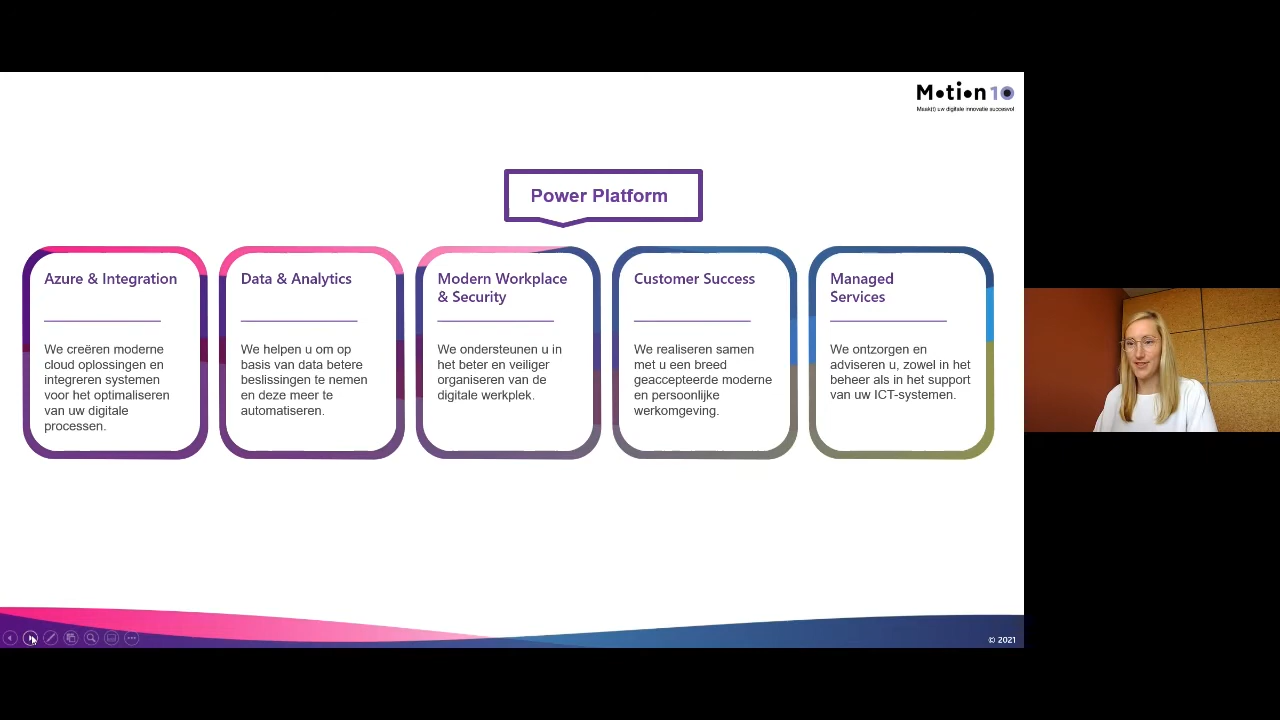 Motion10
Maak(t) uw digitale innovatie succesvol
Power Platform
Azure & Integration
We creëren moderne
cloud oplossingen en
integreren systemen
voor het optimaliseren
van uw digitale
processen.
Data & Analytics
We helpen u om op
basis van data betere
beslissingen te nemen
en deze meer te
automatiseren.
Modern Workplace
& Security
We ondersteunen u in
het beter en veiliger
organiseren van de
digitale werkplek.
Customer Success
We realiseren samen
met u een breed
geaccepteerde moderne
en persoonlijke
werkomgeving.
Managed
Services
We ontzorgen en
adviseren u, zowel in het
beheer als in het support
van uw ICT-systemen.
© 2021